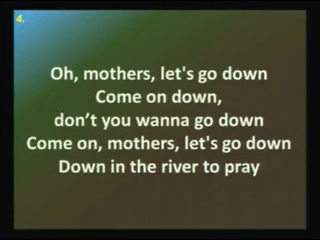 4.
Oh, mothers, let's go down
Come on down,
don’t you wanna go down
Come on, mothers, let's go down
Down in the river to pray